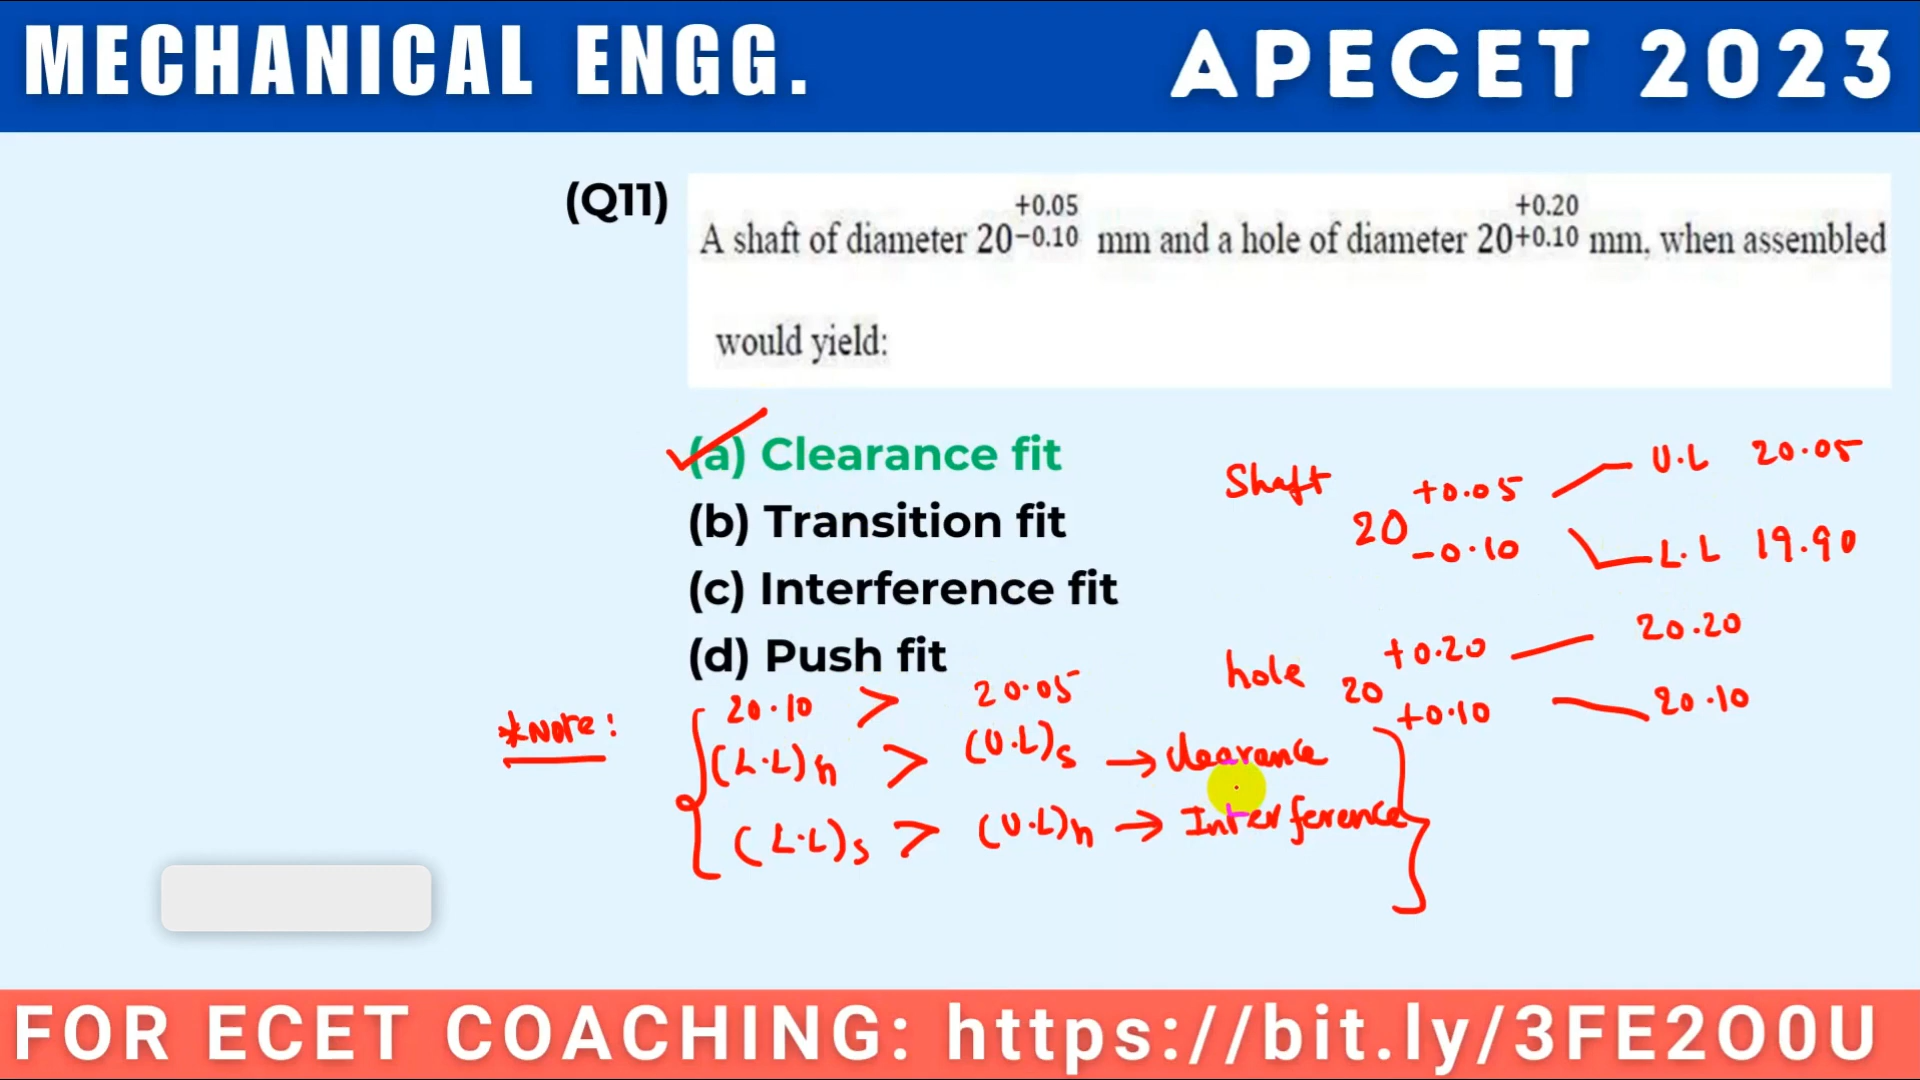 MECHANICAL ENGG.
APECET 2023
(Q11)
A shaft of diameter 20 +0.05 −0.10 mm and a hole of diameter 20 +0.20 +0.10 mm, when assembled
would yield:
(a) Clearance fit
(b) Transition fit
(c) Interference fit
(d) Push fit
Shaft 20 +0.05 -0.10
U.L 20.05
L.L 19.90
hole 20 +0.20 +0.10
20.20
20.10
*Note:
20.10 > 20.05
(L.L)h > (U.L)s → clearance
(L.L)s > (U.L)h → Interference
FOR ECET COACHING: https://bit.ly/3FE2O0U